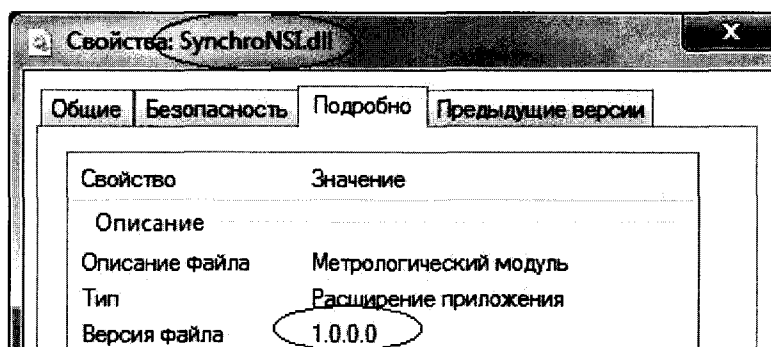 Свойства: SynchroNSI.dll
X
Общие Безопасность Подробно Предыдущие версии
Свойство Значение
Описание
Описание файла Метрологический модуль
Тип Расширение приложения
Версия файла 1.0.0.0